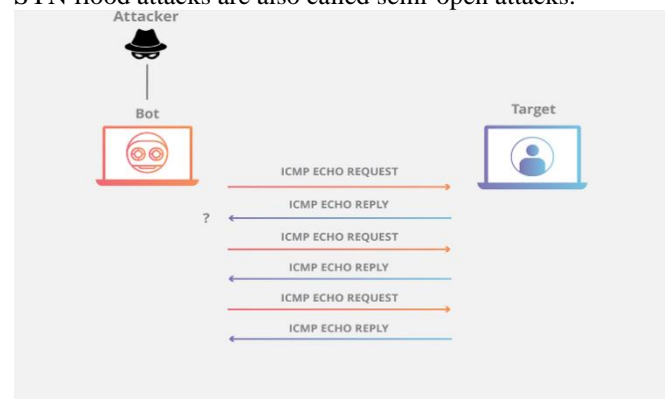 SYN flood attacks are also called semi-open attacks.
Attacker
Bot
Target
ICMP ECHO REQUEST
ICMP ECHO REPLY
?
ICMP ECHO REQUEST
ICMP ECHO REPLY
ICMP ECHO REQUEST
ICMP ECHO REPLY